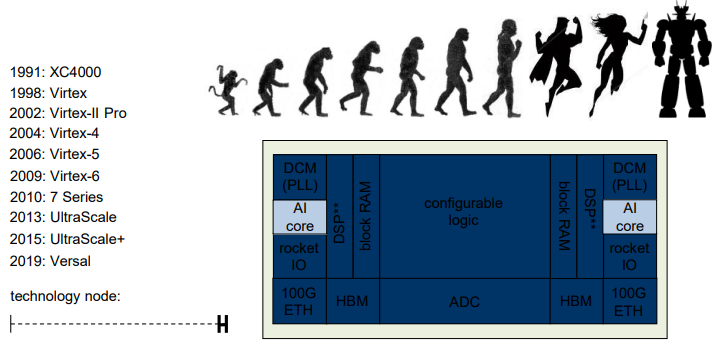 1991: XC4000
1998: Virtex
2002: Virtex-II Pro
2004: Virtex-4
2006: Virtex-5
2009: Virtex-6
2010: 7 Series
2013: UltraScale
2015: UltraScale+
2019: Versal
technology node:
DCM
(PLL)
AI
core
rocket
IO
100G
ETH
DSP**
block RAM
HBM
configurable
logic
ADC
block RAM
DSP**
HBM
DCM
(PLL)
AI
core
rocket
IO
100G
ETH